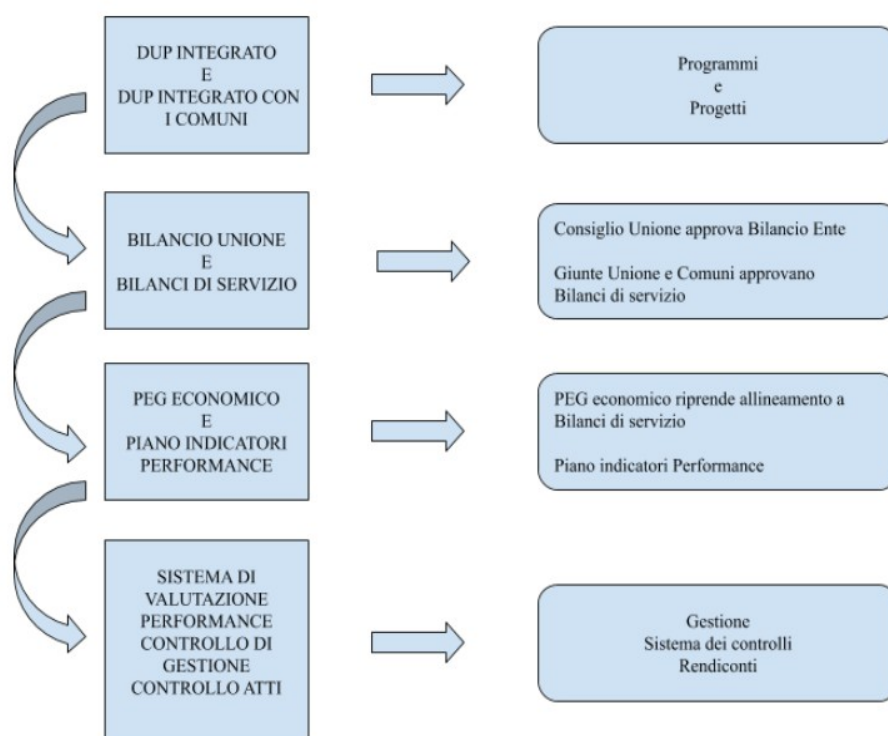 DUP INTEGRATO
E
DUP INTEGRATO CON
I COMUNI
Programmi
e
Progetti
BILANCIO UNIONE
E
BILANCI DI SERVIZIO
Consiglio Unione approva Bilancio Ente
Giunte Unione e Comuni approvano
Bilanci di servizio
PEG ECONOMICO
E
PIANO INDICATORI
PERFORMANCE
PEG economico riprende allineamento a
Bilanci di servizio
Piano indicatori Performance
SISTEMA DI
VALUTAZIONE
PERFORMANCE
CONTROLLO DI
GESTIONE
CONTROLLO ATTI
Gestione
Sistema dei controlli
Rendiconti